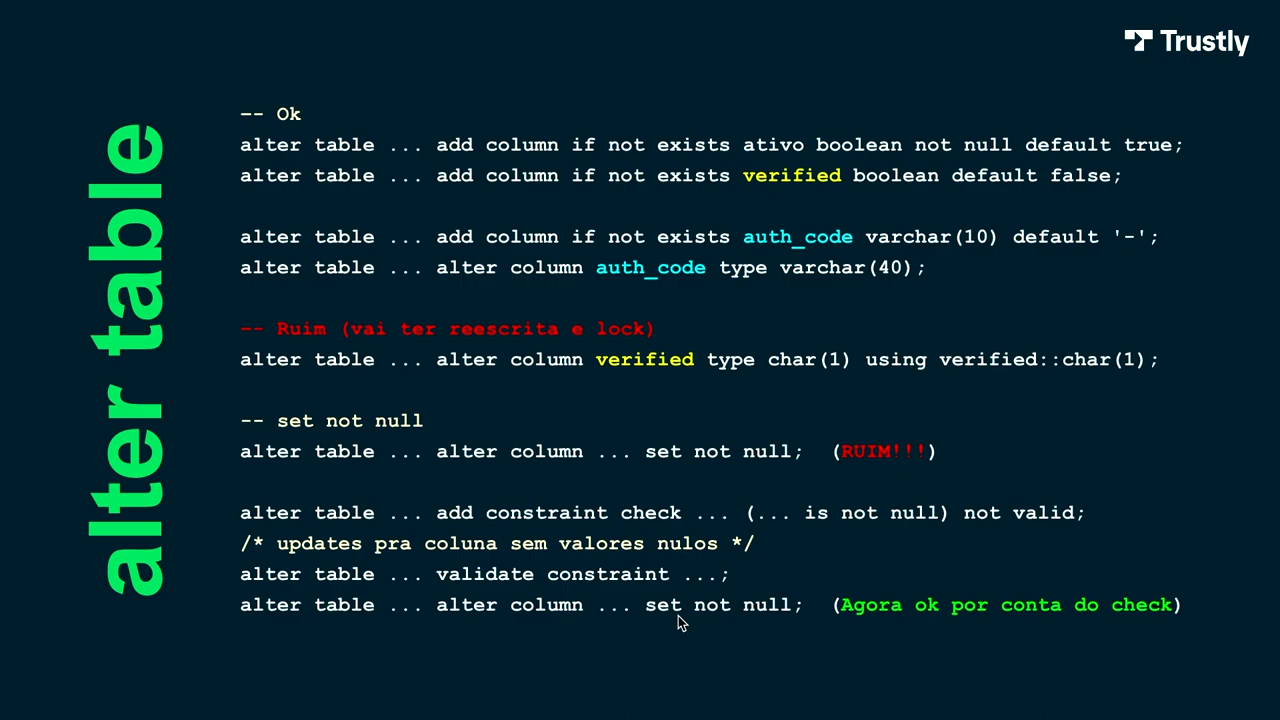 Trustly
alter table
-- Ok
alter table ... add column if not exists ativo boolean not null default true;
alter table ... add column if not exists verified boolean default false;
alter table ... add column if not exists auth_code varchar(10) default '-';
alter table ... alter column auth_code type varchar(40);
-- Ruim (vai ter reescrita e lock)
alter table ... alter column verified type char(1) using verified::char(1);
-- set not null
alter table ... alter column ... set not null;  (RUIM!!!)
alter table ... add constraint check ... (... is not null) not valid;
/* updates pra coluna sem valores nulos */
alter table ... validate constraint ...;
alter table ... alter column ... set not null;  (Agora ok por conta do check)